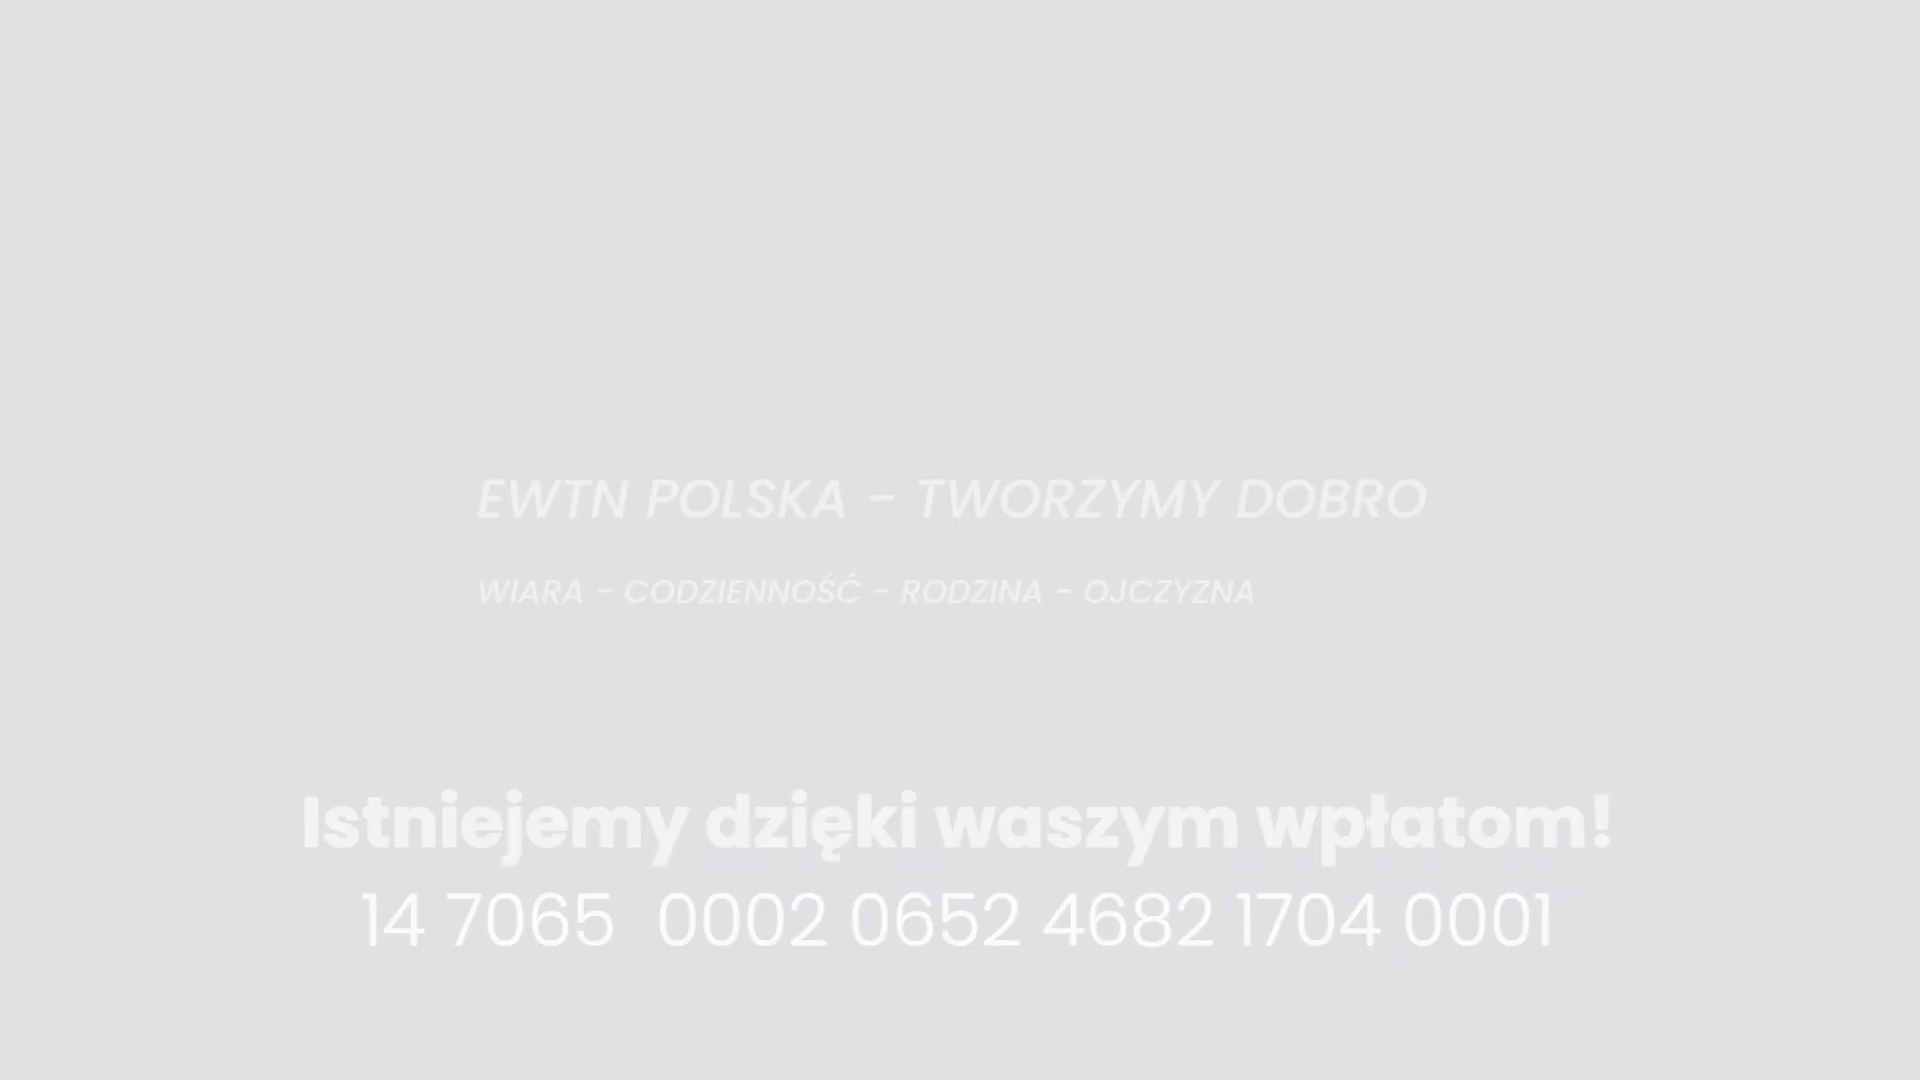 EWTN POLSKA - TWORZYMY DOBRO
WIARA - CODZIENNOŚĆ - RODZINA - OJCZYZNA
Istniejemy dzięki waszym wpłatom!
14 7065 0002 0652 4682 1704 0001